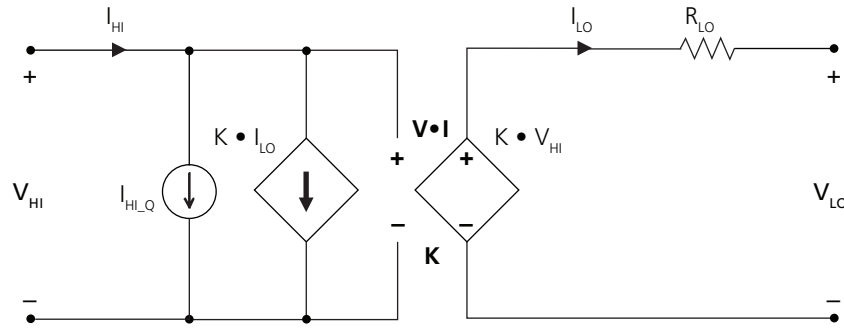 I_HI
I_LO
R_LO
+
+
K • I_LO
V•I
K • V_HI
+
+
V_HI
I_HI_Q
V_LO
–
–
K
–
–